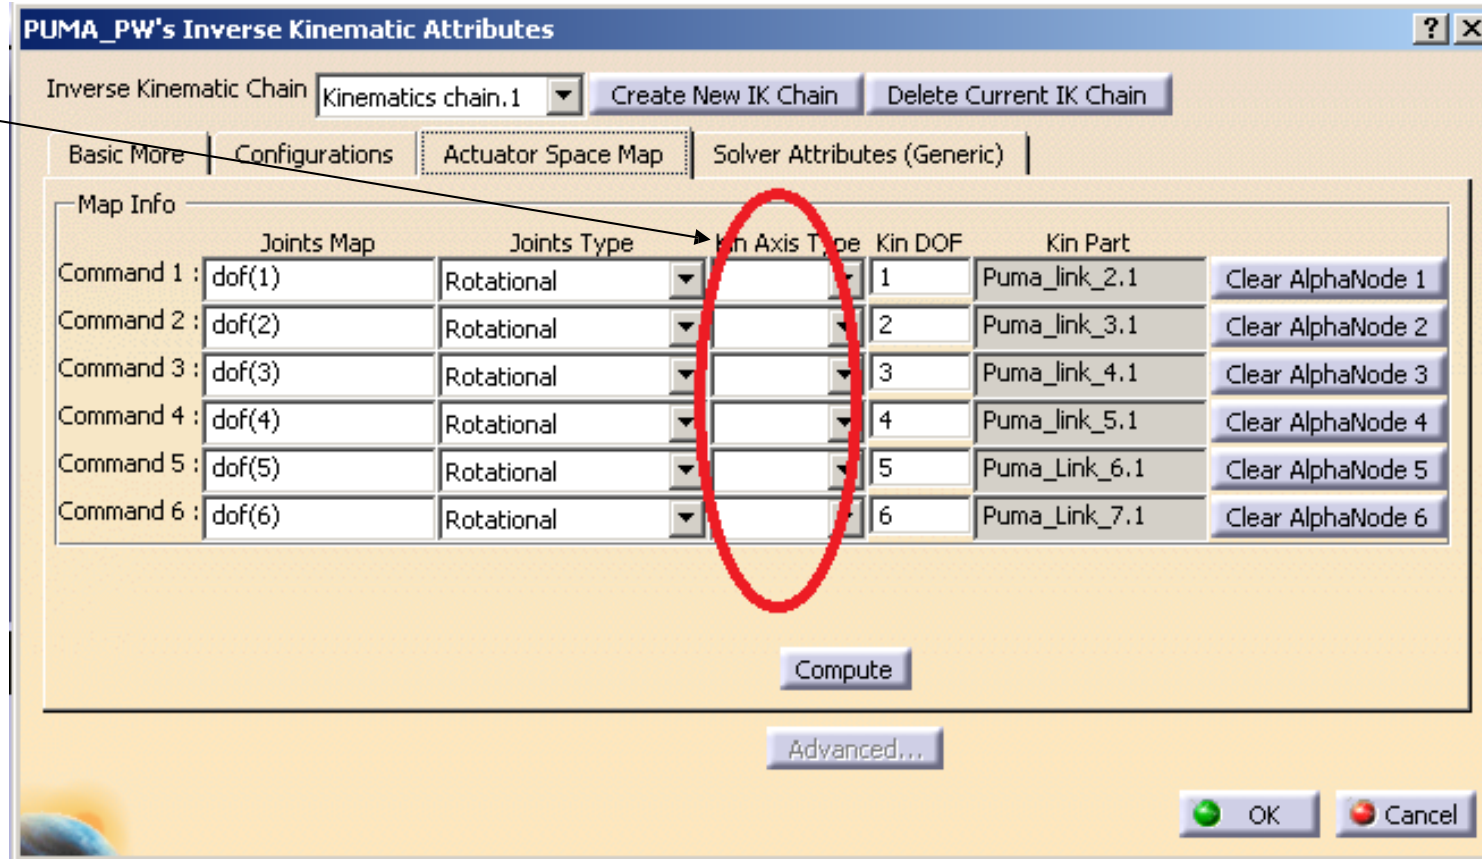 PUMA_PW's Inverse Kinematic Attributes ? X
Inverse Kinematic Chain Kinematics chain.1 Create New IK Chain Delete Current IK Chain
Basic More Configurations Actuator Space Map Solver Attributes (Generic)
Map Info
Joints Map Joints Type Kin Axis Type Kin DOF Kin Part
Command 1 : dof(1) Rotational 1 Puma_link_2.1 Clear AlphaNode 1
Command 2 : dof(2) Rotational 2 Puma_link_3.1 Clear AlphaNode 2
Command 3 : dof(3) Rotational 3 Puma_link_4.1 Clear AlphaNode 3
Command 4 : dof(4) Rotational 4 Puma_link_5.1 Clear AlphaNode 4
Command 5 : dof(5) Rotational 5 Puma_Link_6.1 Clear AlphaNode 5
Command 6 : dof(6) Rotational 6 Puma_Link_7.1 Clear AlphaNode 6
Compute
Advanced...
OK Cancel